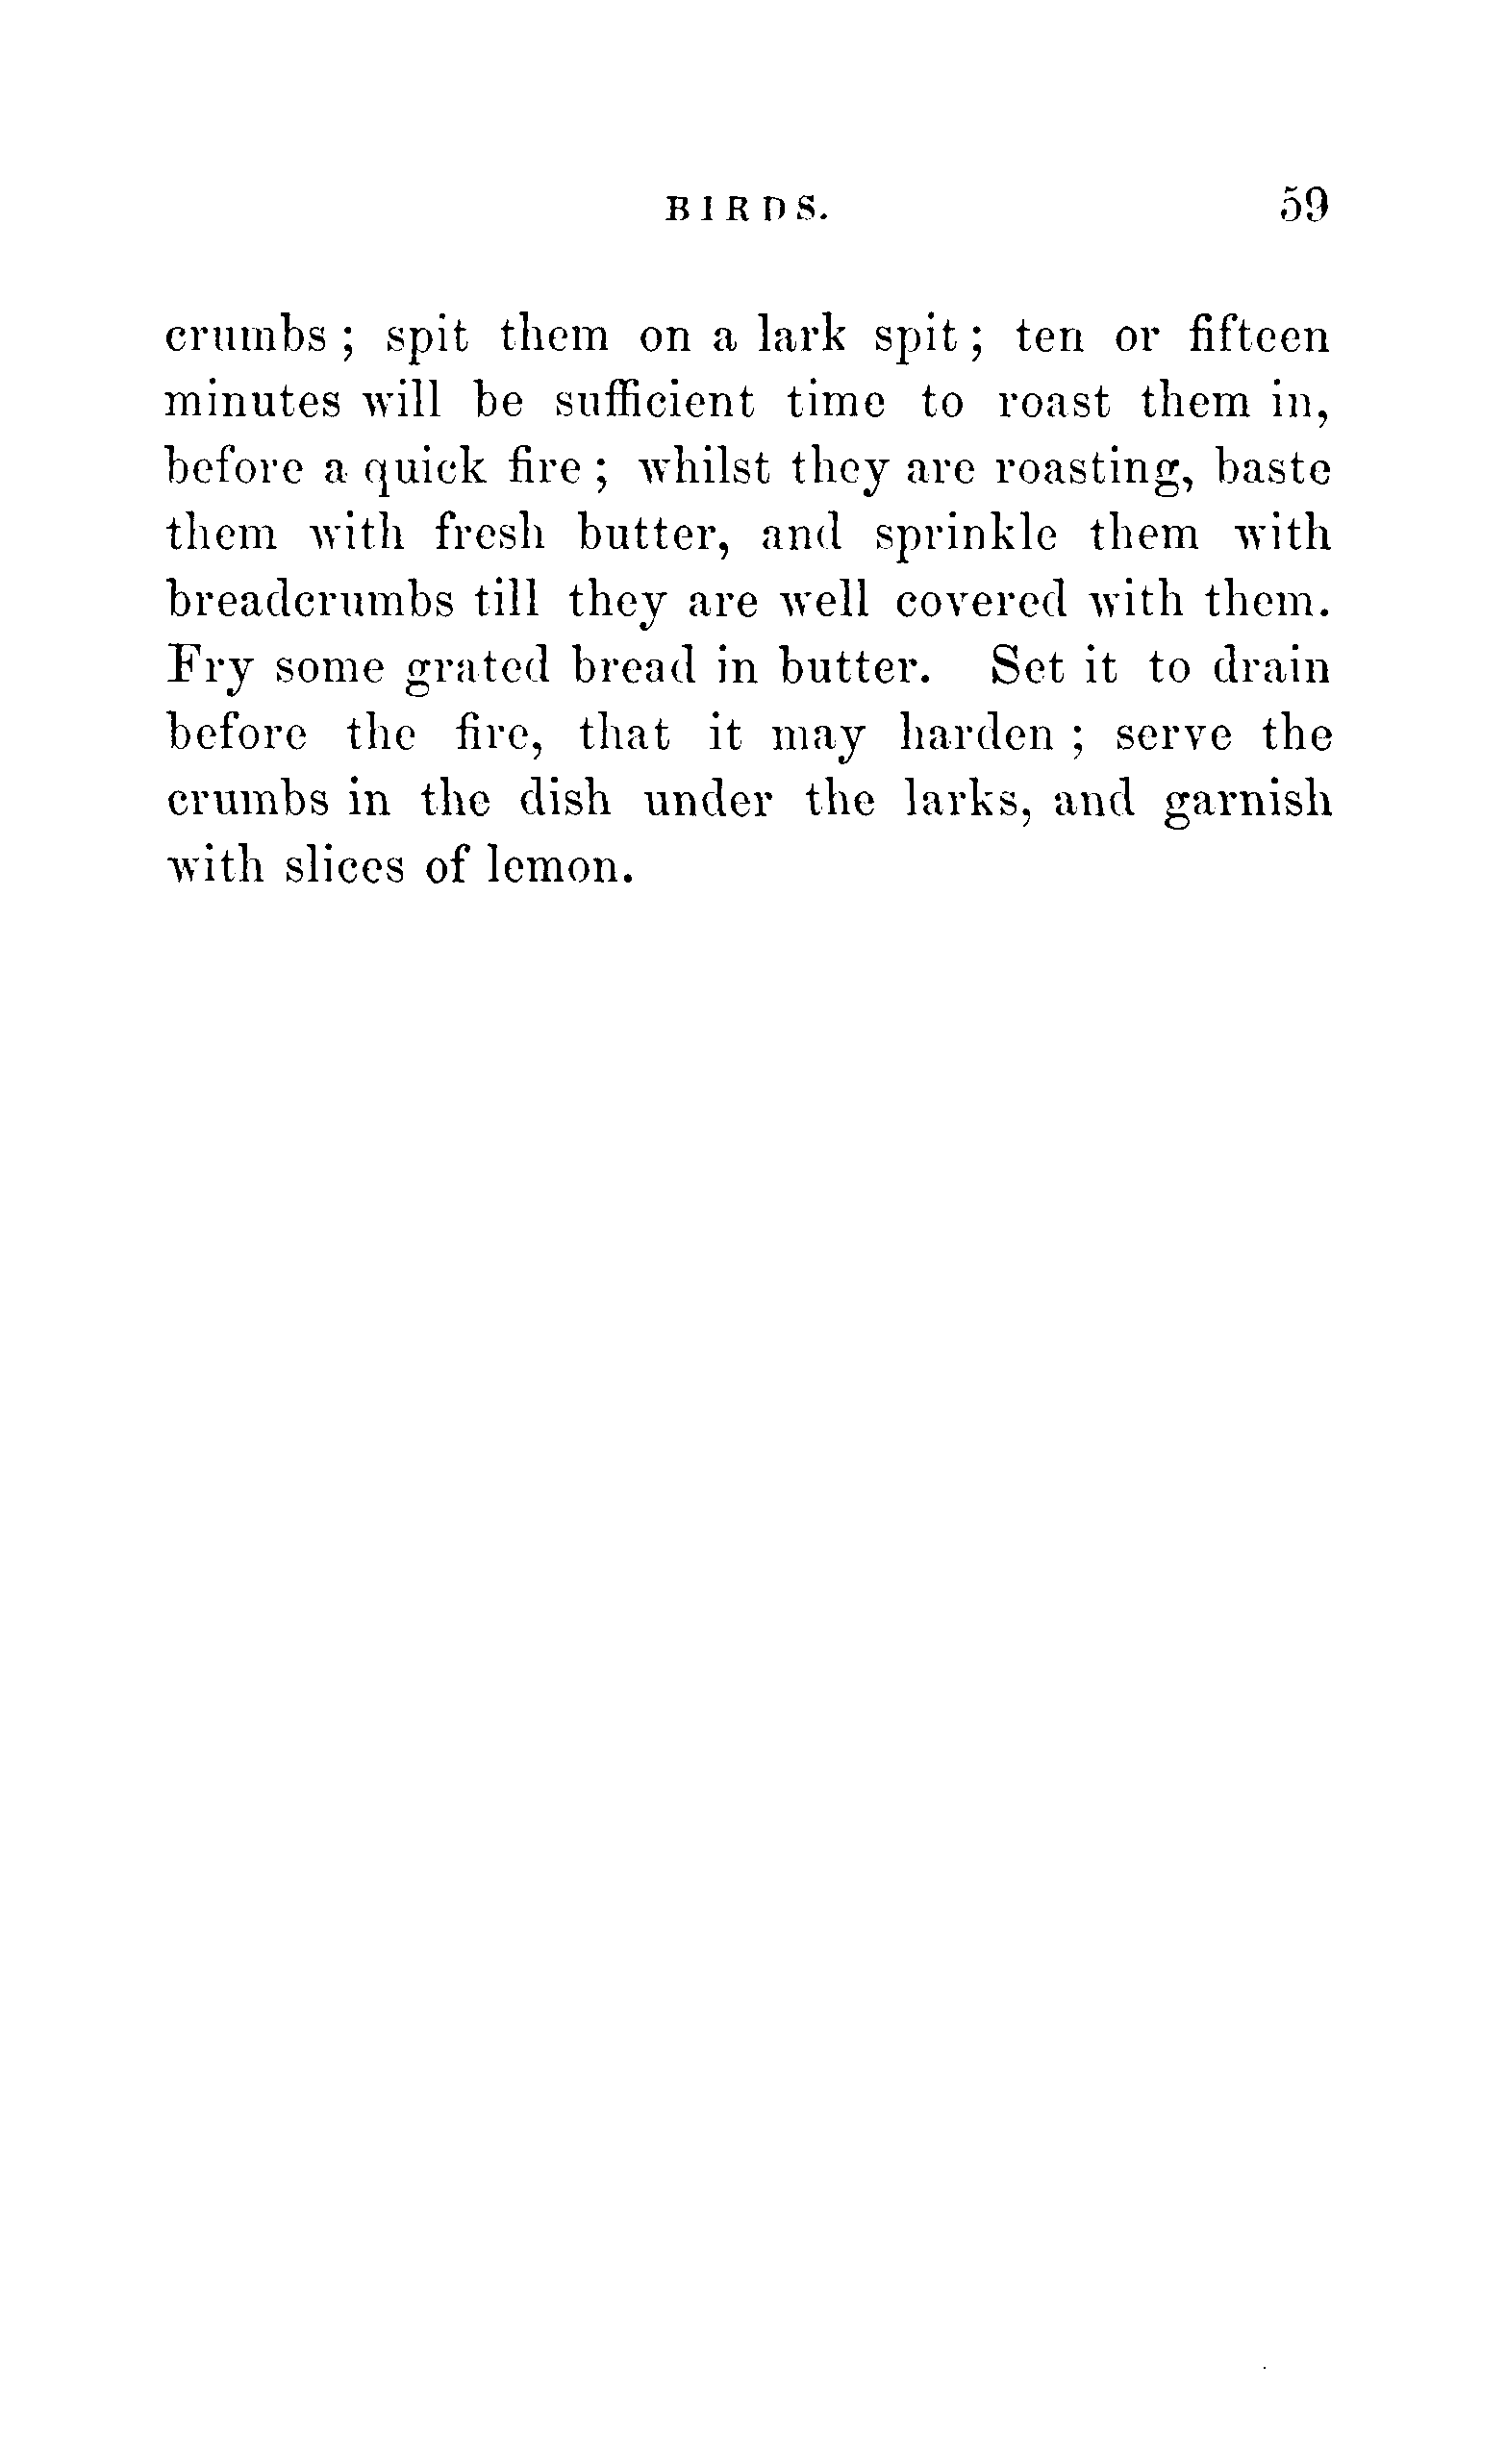 BIRDS. 59
crumbs ; spit them on a lark spit ; ten or fifteen
minutes will be sufficient time to roast them in,
before a quick fire ; whilst they are roasting, baste
them with fresh butter, and sprinkle them with
breadcrumbs till they are well covered with them.
Fry some grated bread in butter. Set it to drain
before the fire, that it may harden ; serve the
crumbs in the dish under the larks, and garnish
with slices of lemon.